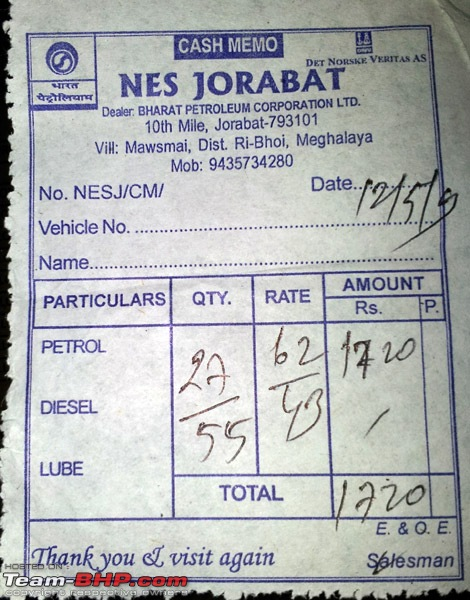 CASH MEMO
DET NORSKE VERITAS AS
भारत
पेट्रोलियम
NES JORABAT
Dealer: BHARAT PETROLEUM CORPORATION LTD.
10th Mile, Jorabat-793101
Vill: Mawsmai, Dist. Ri-Bhoi, Meghalaya
Mob: 9435734280
No. NESJ/CM/ Date.. 12/5/9
Vehicle No. ..........................................
Name..................................................
PARTICULARS QTY. RATE AMOUNT
Rs. P.
PETROL 27/55 62/43 1720
DIESEL
LUBE
TOTAL 1720
E. & O. E.
Thank you & visit again Salesman
HOSTED ON :
Team-BHP.com
copyright respective owners